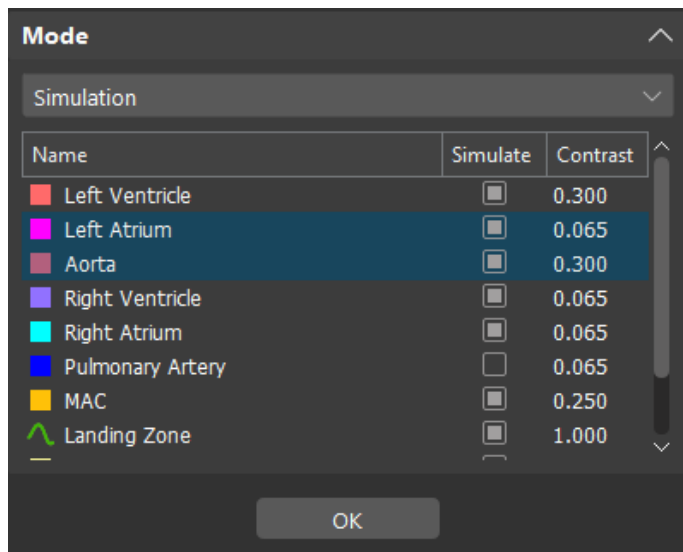 Mode
Simulation
Name Simulate Contrast
Left Ventricle 0.300
Left Atrium 0.065
Aorta 0.300
Right Ventricle 0.065
Right Atrium 0.065
Pulmonary Artery 0.065
MAC 0.250
Landing Zone 1.000
OK